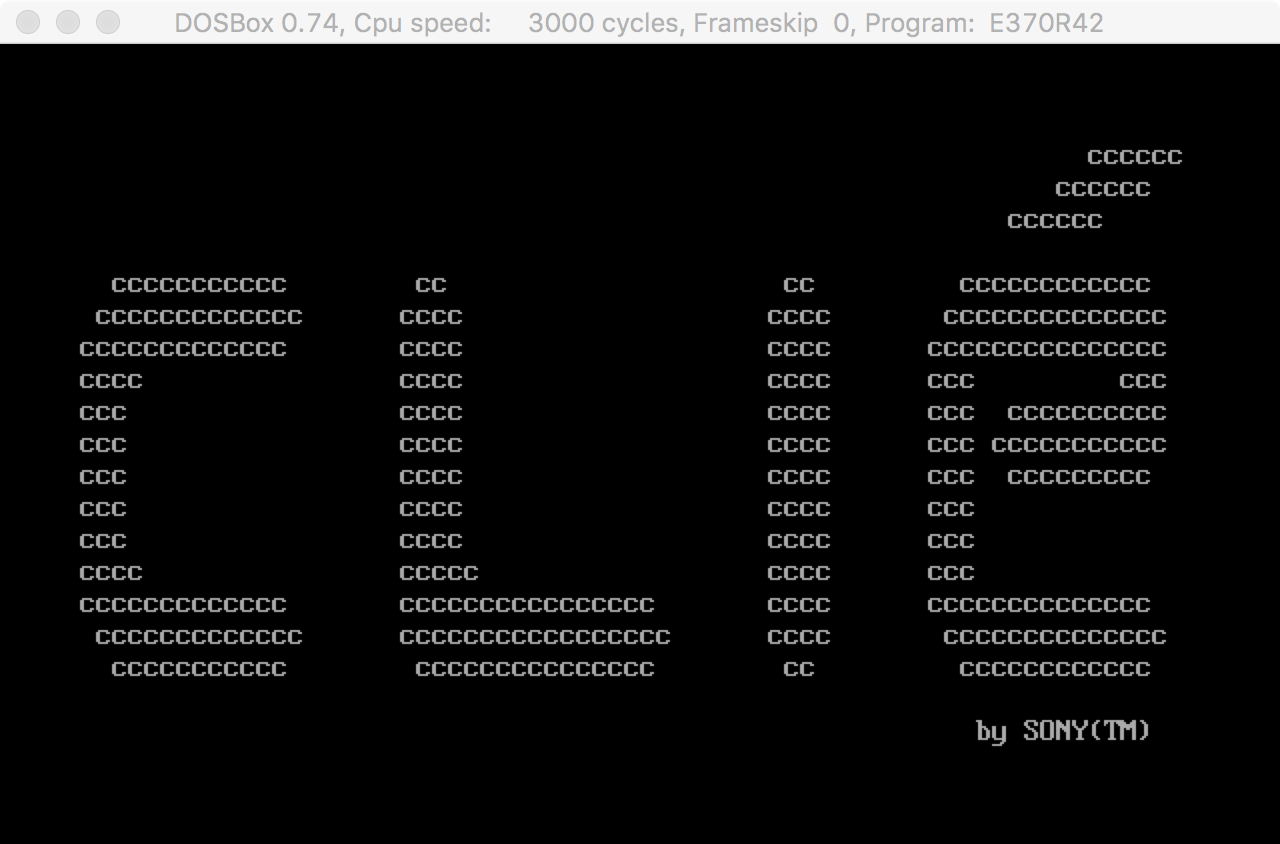 DOSBox 0.74, Cpu speed: 3000 cycles, Frameskip 0, Program: E370R42
CCCCCC
CCCCCC
CCCCCC
CCCCCCCCCCC CC CC CCCCCCCCCCCC
CCCCCCCCCCCCC CCCC CCCC CCCCCCCCCCCCCC
CCCCCCCCCCCCC CCCC CCCC CCCCCCCCCCCCCCC
CCCC CCCC CCCC CCC CCC
CCC CCCC CCCC CCC CCCCCCCCCC
CCC CCCC CCCC CCC CCCCCCCCCCC
CCC CCCC CCCC CCC CCCCCCCCC
CCC CCCC CCCC CCC
CCC CCCC CCCC CCC
CCCC CCCCC CCCC CCC
CCCCCCCCCCCCC CCCCCCCCCCCCCCCC CCCC CCCCCCCCCCCCCC
CCCCCCCCCCCCC CCCCCCCCCCCCCCCCC CCCC CCCCCCCCCCCCCC
CCCCCCCCCCC CCCCCCCCCCCCCCC CC CCCCCCCCCCCC
by SONY(TM)